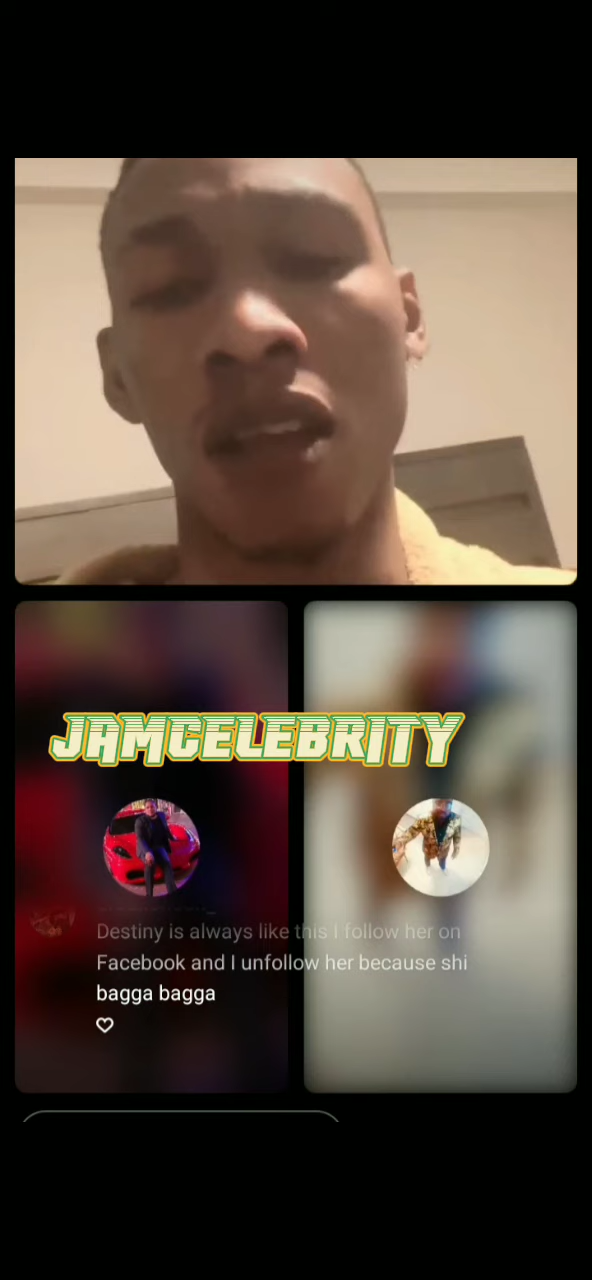 JAMCELEBRITY
Destiny is always like this I follow her on
Facebook and I unfollow her because shi
bagga bagga